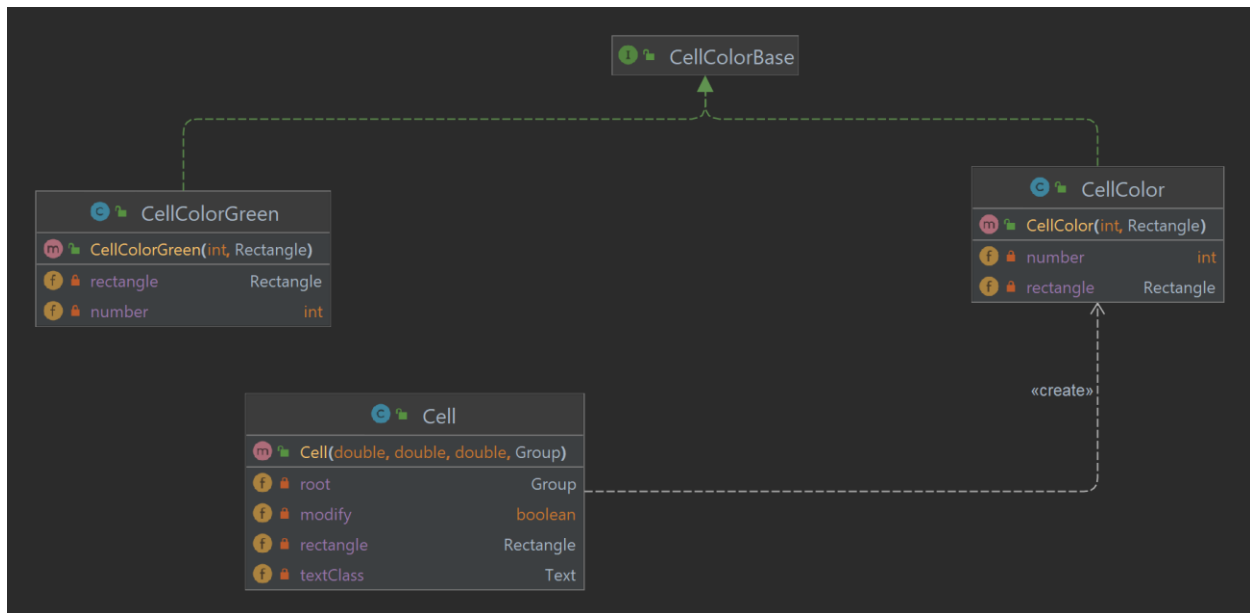 CellColorBase
CellColorGreen
CellColorGreen(int, Rectangle)
rectangle Rectangle
number int
CellColor
CellColor(int, Rectangle)
number int
rectangle Rectangle
«create»
Cell
Cell(double, double, double, Group)
root Group
modify boolean
rectangle Rectangle
textClass Text